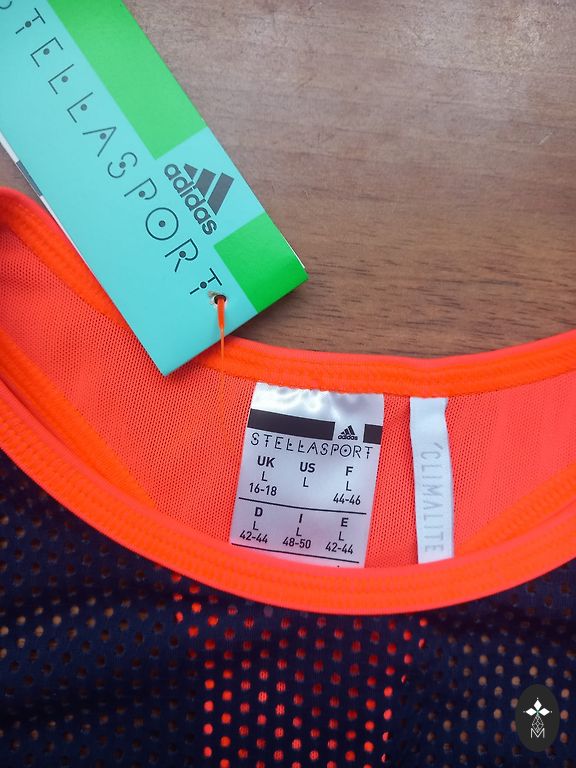 STELLASPORT
adidas
adidas
STELLASPORT
UK US F
L L L
16-18 44-46
D I E
L L L
42-44 48-50 42-44
CLIMALITE
M